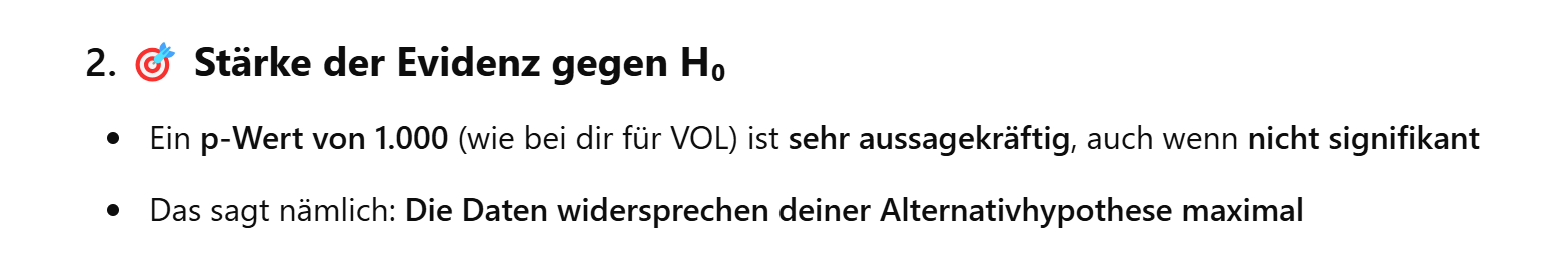 2. 🎯 Stärke der Evidenz gegen H₀
• Ein p-Wert von 1.000 (wie bei dir für VOL) ist sehr aussagekräftig, auch wenn nicht signifikant
• Das sagt nämlich: Die Daten widersprechen deiner Alternativhypothese maximal